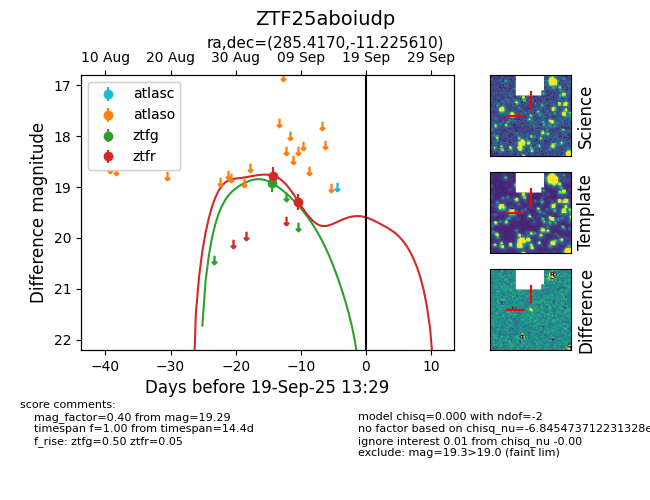 ZTF25aboiudp
ra,dec=(285.4170,-11.225610)
10 Aug 20 Aug 30 Aug 09 Sep 19 Sep 29 Sep
atlasc
atlaso
ztfg
ztfr
17
18
19
20
21
22
Difference magnitude
−40 −30 −20 −10 0 10
Days before 19-Sep-25 13:29
Science
Template
Difference
score comments:
mag_factor=0.40 from mag=19.29
timespan f=1.00 from timespan=14.4d
f_rise: ztfg=0.50 ztfr=0.05
model chisq=0.000 with ndof=-2
no factor based on chisq_nu=-6.845473712231328e
ignore interest 0.01 from chisq_nu -0.00
exclude: mag=19.3>19.0 (faint lim)